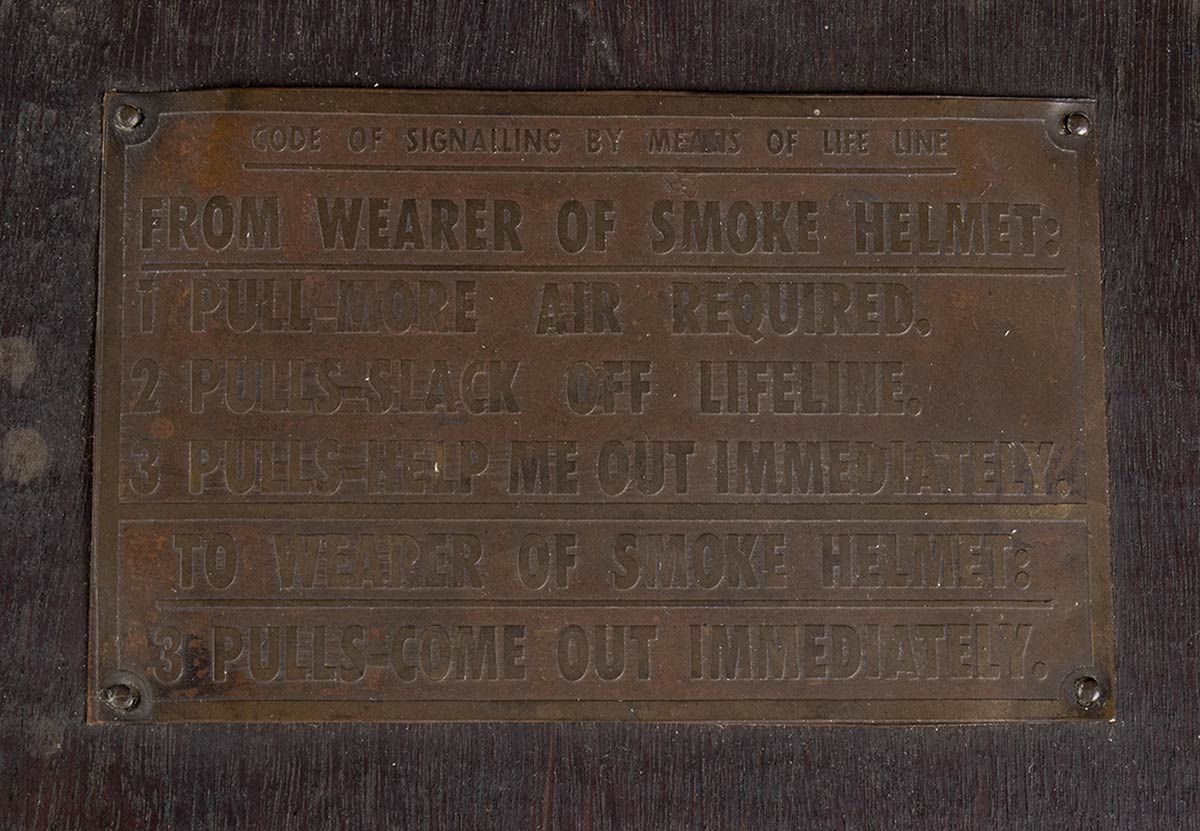 CODE OF SIGNALLING BY MEANS OF LIFE LINE
FROM WEARER OF SMOKE HELMET:
1 PULL-MORE AIR REQUIRED.
2 PULLS-SLACK OFF LIFELINE.
3 PULLS-HELP ME OUT IMMEDIATELY.
TO WEARER OF SMOKE HELMET:
3 PULLS-COME OUT IMMEDIATELY.